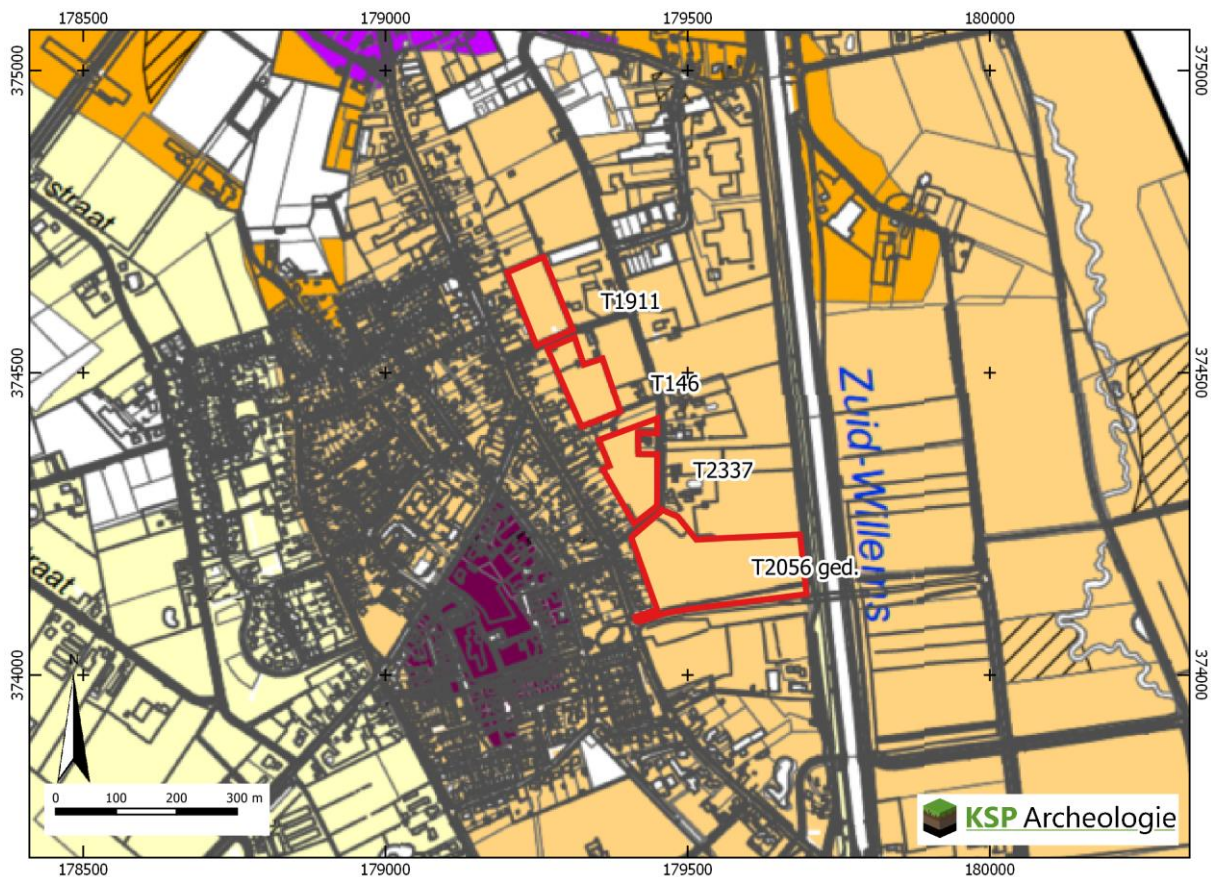 178500 179000 179500 180000
375000 375000
straat
T1911
374500 374500
T146
T2337
Zuid-Willems
T2056 ged.
raat
374000 374000
N
0 100 200 300 m
KSP Archeologie
178500 179000 179500 180000